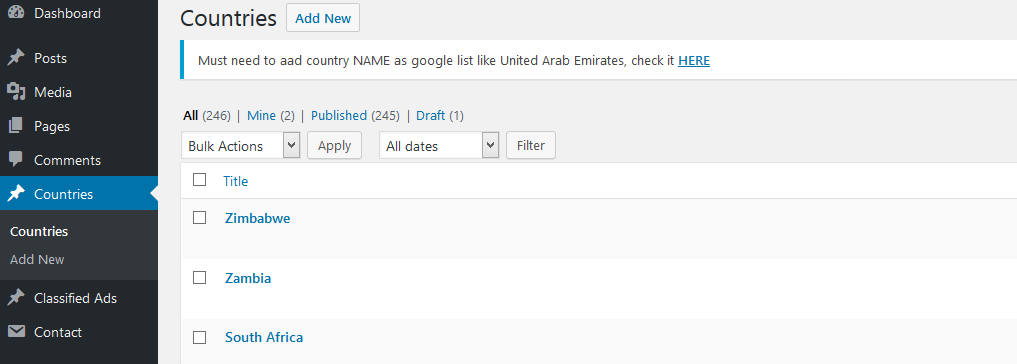 Dashboard
Posts
Media
Pages
Comments
Countries
Countries
Add New
Classified Ads
Contact
Countries Add New
Must need to aad country NAME as google list like United Arab Emirates, check it HERE
All (246) | Mine (2) | Published (245) | Draft (1)
Bulk Actions Apply All dates Filter
Title
Zimbabwe
Zambia
South Africa